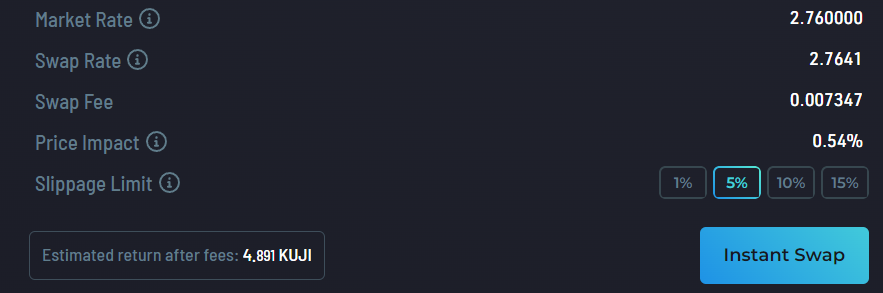 Market Rate 2.760000
Swap Rate 2.7641
Swap Fee 0.007347
Price Impact 0.54%
Slippage Limit 1% 5% 10% 15%
Estimated return after fees: 4.891 KUJI
Instant Swap